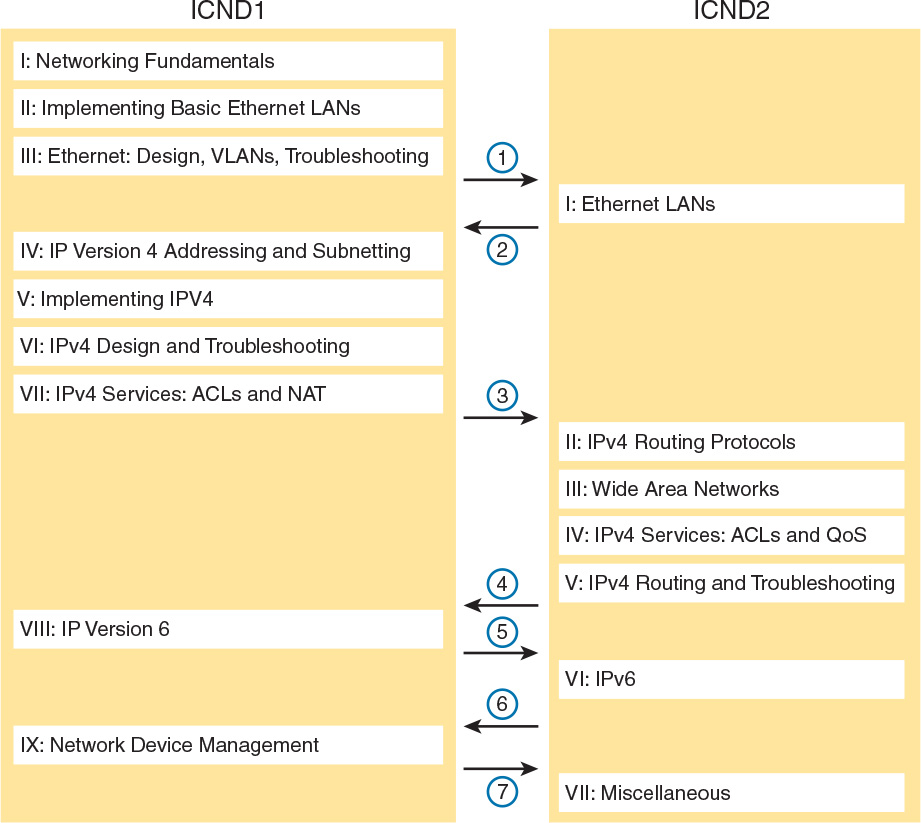 ICND1
ICND2
I: Networking Fundamentals
II: Implementing Basic Ethernet LANs
III: Ethernet: Design, VLANs, Troubleshooting
1
I: Ethernet LANs
2
IV: IP Version 4 Addressing and Subnetting
V: Implementing IPV4
VI: IPv4 Design and Troubleshooting
VII: IPv4 Services: ACLs and NAT
3
II: IPv4 Routing Protocols
III: Wide Area Networks
IV: IPv4 Services: ACLs and QoS
V: IPv4 Routing and Troubleshooting
4
VIII: IP Version 6
5
VI: IPv6
6
IX: Network Device Management
7
VII: Miscellaneous